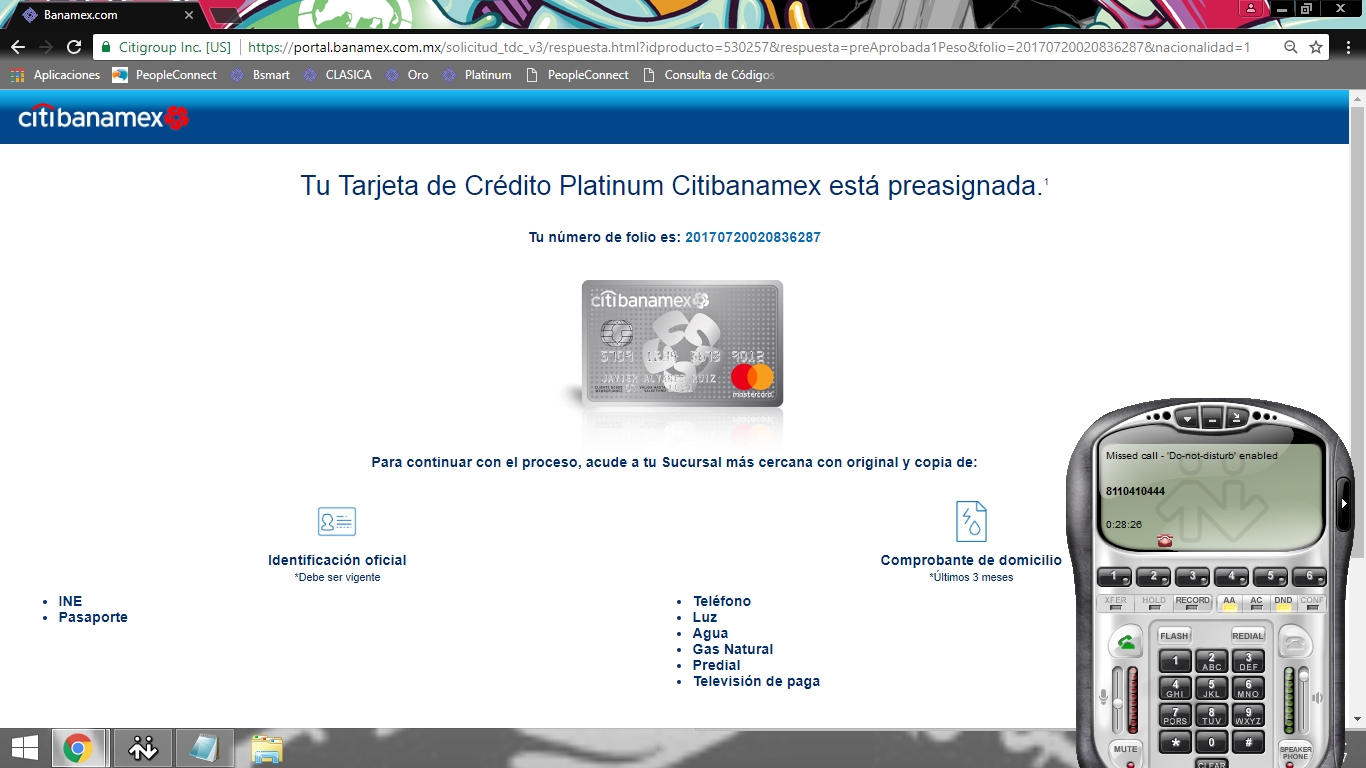 Banamex.com
Citigroup Inc. [US]
https://portal.banamex.com.mx/solicitud_tdc_v3/respuesta.html?idproducto=530257&respuesta=preAprobada1Peso&folio=20170720020836287&nacionalidad=1
Aplicaciones PeopleConnect Bsmart CLASICA Oro Platinum PeopleConnect Consulta de Códigos
citibanamex
Tu Tarjeta de Crédito Platinum Citibanamex está preasignada.1
Tu número de folio es: 20170720020836287
citibanamex
JAVIER ALVAREZ RUIZ
mastercard
Para continuar con el proceso, acude a tu Sucursal más cercana con original y copia de:
Identificación oficial
*Debe ser vigente
• INE
• Pasaporte
Comprobante de domicilio
*Últimos 3 meses
• Teléfono
• Luz
• Agua
• Gas Natural
• Predial
• Televisión de paga
Missed call - 'Do-not-disturb' enabled
8110410444
0:28:26
1 2 3 4 5 6
XFER HOLD RECORD AA AC DND CONF
FLASH REDIAL
1 2 ABC 3 DEF
4 GHI 5 JKL 6 MNO
7 PQRS 8 TUV 9 WXYZ
* 0 #
MUTE CLEAR SPEAKER PHONE